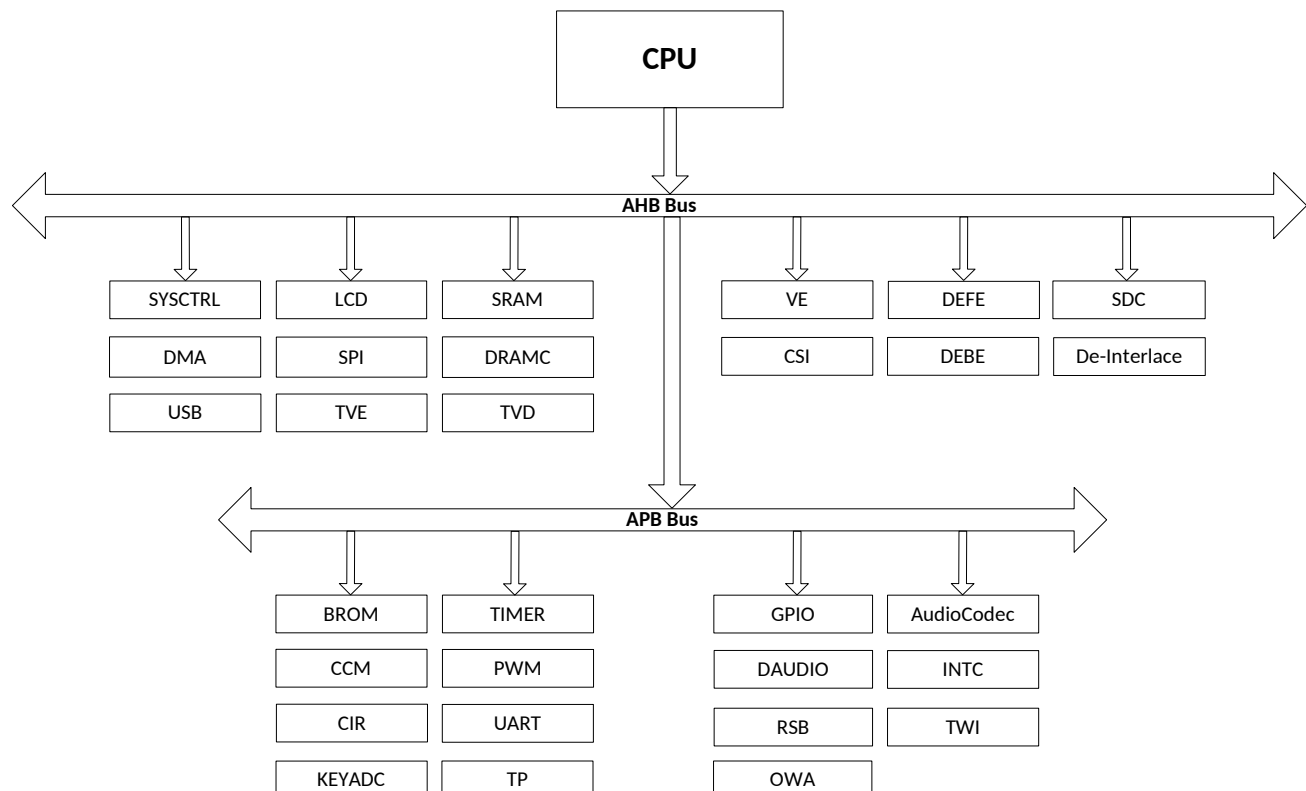 CPU
AHB Bus
SYSCTRL LCD SRAM VE DEFE SDC
DMA SPI DRAMC CSI DEBE De-Interlace
USB TVE TVD
APB Bus
BROM TIMER GPIO AudioCodec
CCM PWM DAUDIO INTC
CIR UART RSB TWI
KEYADC TP OWA